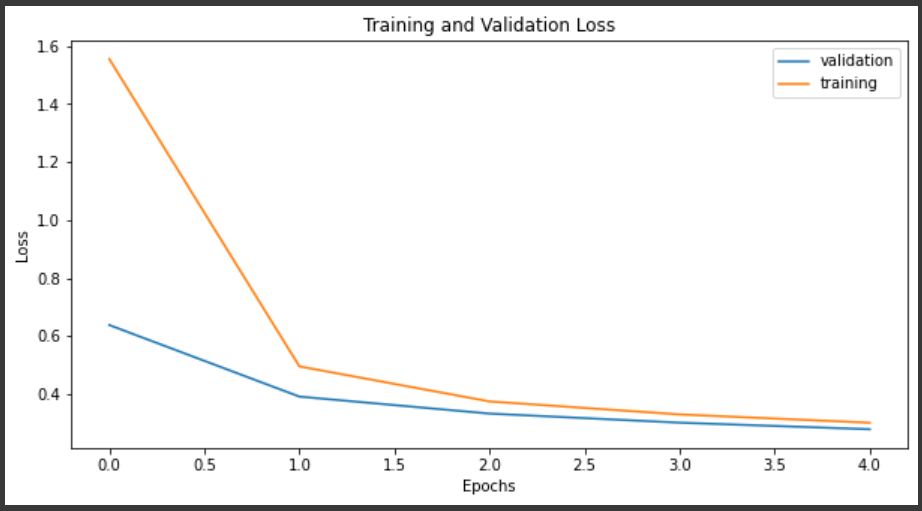 Training and Validation Loss
validation
training
1.6
1.4
1.2
1.0
0.8
0.6
0.4
Loss
0.0 0.5 1.0 1.5 2.0 2.5 3.0 3.5 4.0
Epochs